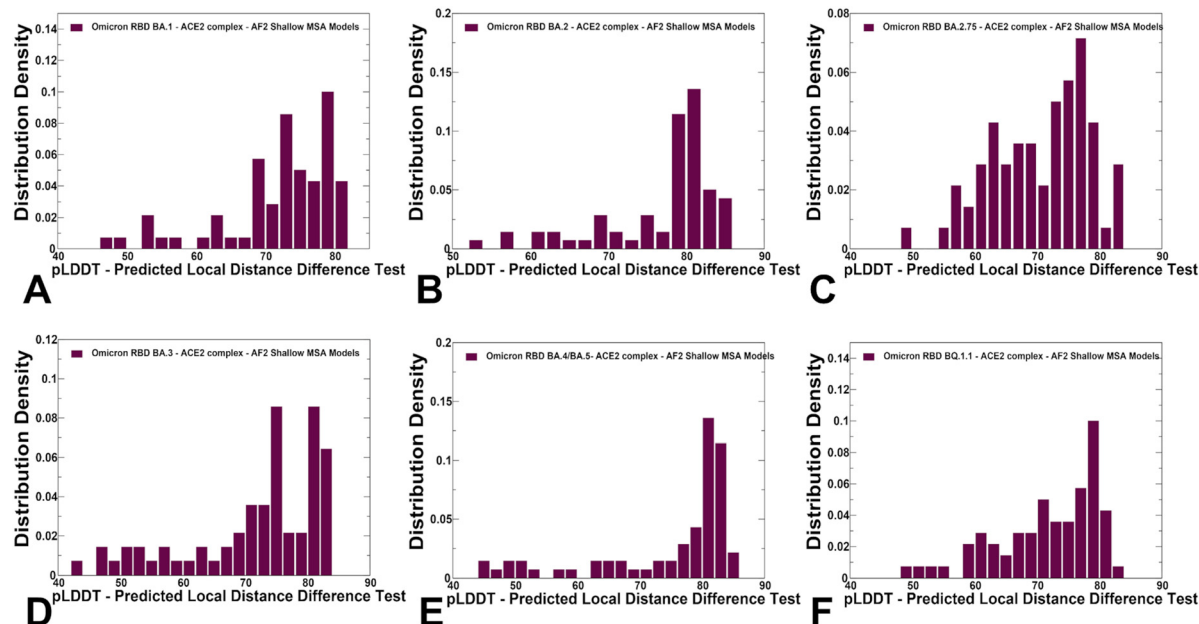 Omicron RBD BA.1 - ACE2 complex - AF2 Shallow MSA Models
Distribution Density
0.14
0.12
0.1
0.08
0.06
0.04
0.02
0
40
50
60
70
80
pLDDT - Predicted Local Distance Difference Test
A
Omicron RBD BA.2 - ACE2 complex - AF2 Shallow MSA Models
Distribution Density
0.2
0.15
0.1
0.05
0
50
60
70
80
90
pLDDT - Predicted Local Distance Difference Test
B
Omicron RBD BA.2.75 - ACE2 complex - AF2 Shallow MSA Models
Distribution Density
0.08
0.06
0.04
0.02
0
40
50
60
70
80
90
pLDDT - Predicted Local Distance Difference Test
C
Omicron RBD BA.3 - ACE2 complex - AF2 Shallow MSA Models
Distribution Density
0.12
0.1
0.08
0.06
0.04
0.02
0
40
50
60
70
80
90
pLDDT - Predicted Local Distance Difference Test
D
Omicron RBD BA.4/BA.5- ACE2 complex - AF2 Shallow MSA Models
Distribution Density
0.2
0.15
0.1
0.05
0
50
60
70
80
90
pLDDT - Predicted Local Distance Difference Test
E
Omicron RBD BQ.1.1 - ACE2 complex - AF2 Shallow MSA Models
Distribution Density
0.14
0.12
0.1
0.08
0.06
0.04
0.02
0
40
50
60
70
80
90
pLDDT - Predicted Local Distance Difference Test
F